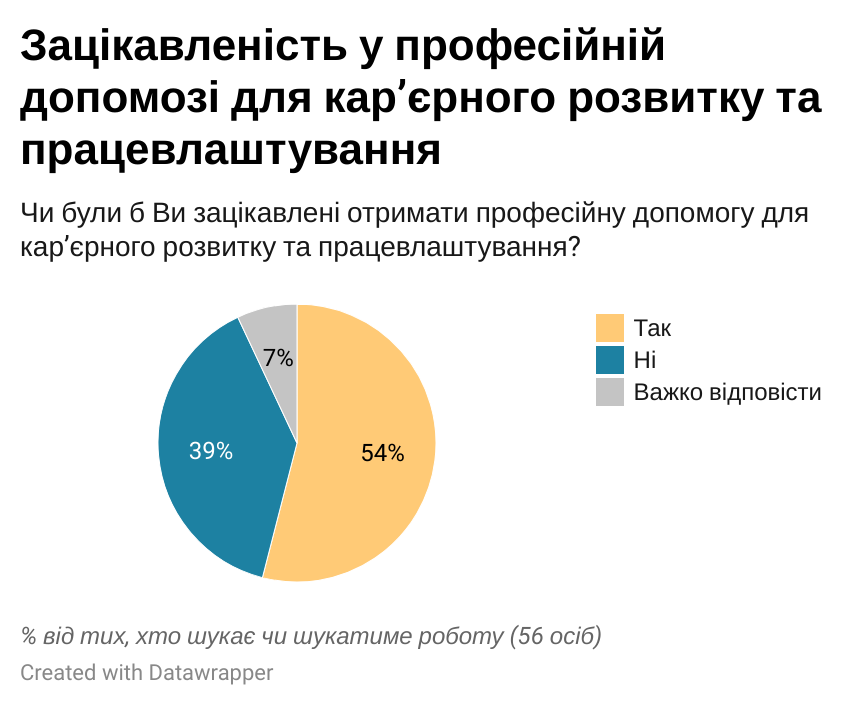 Зацікавленість у професійній
допомозі для кар’єрного розвитку та
працевлаштування
Чи були б Ви зацікавлені отримати професійну допомогу для
кар’єрного розвитку та працевлаштування?
Так
Ні
Важко відповісти
7%
39%
54%
% від тих, хто шукає чи шукатиме роботу (56 осіб)
Created with Datawrapper